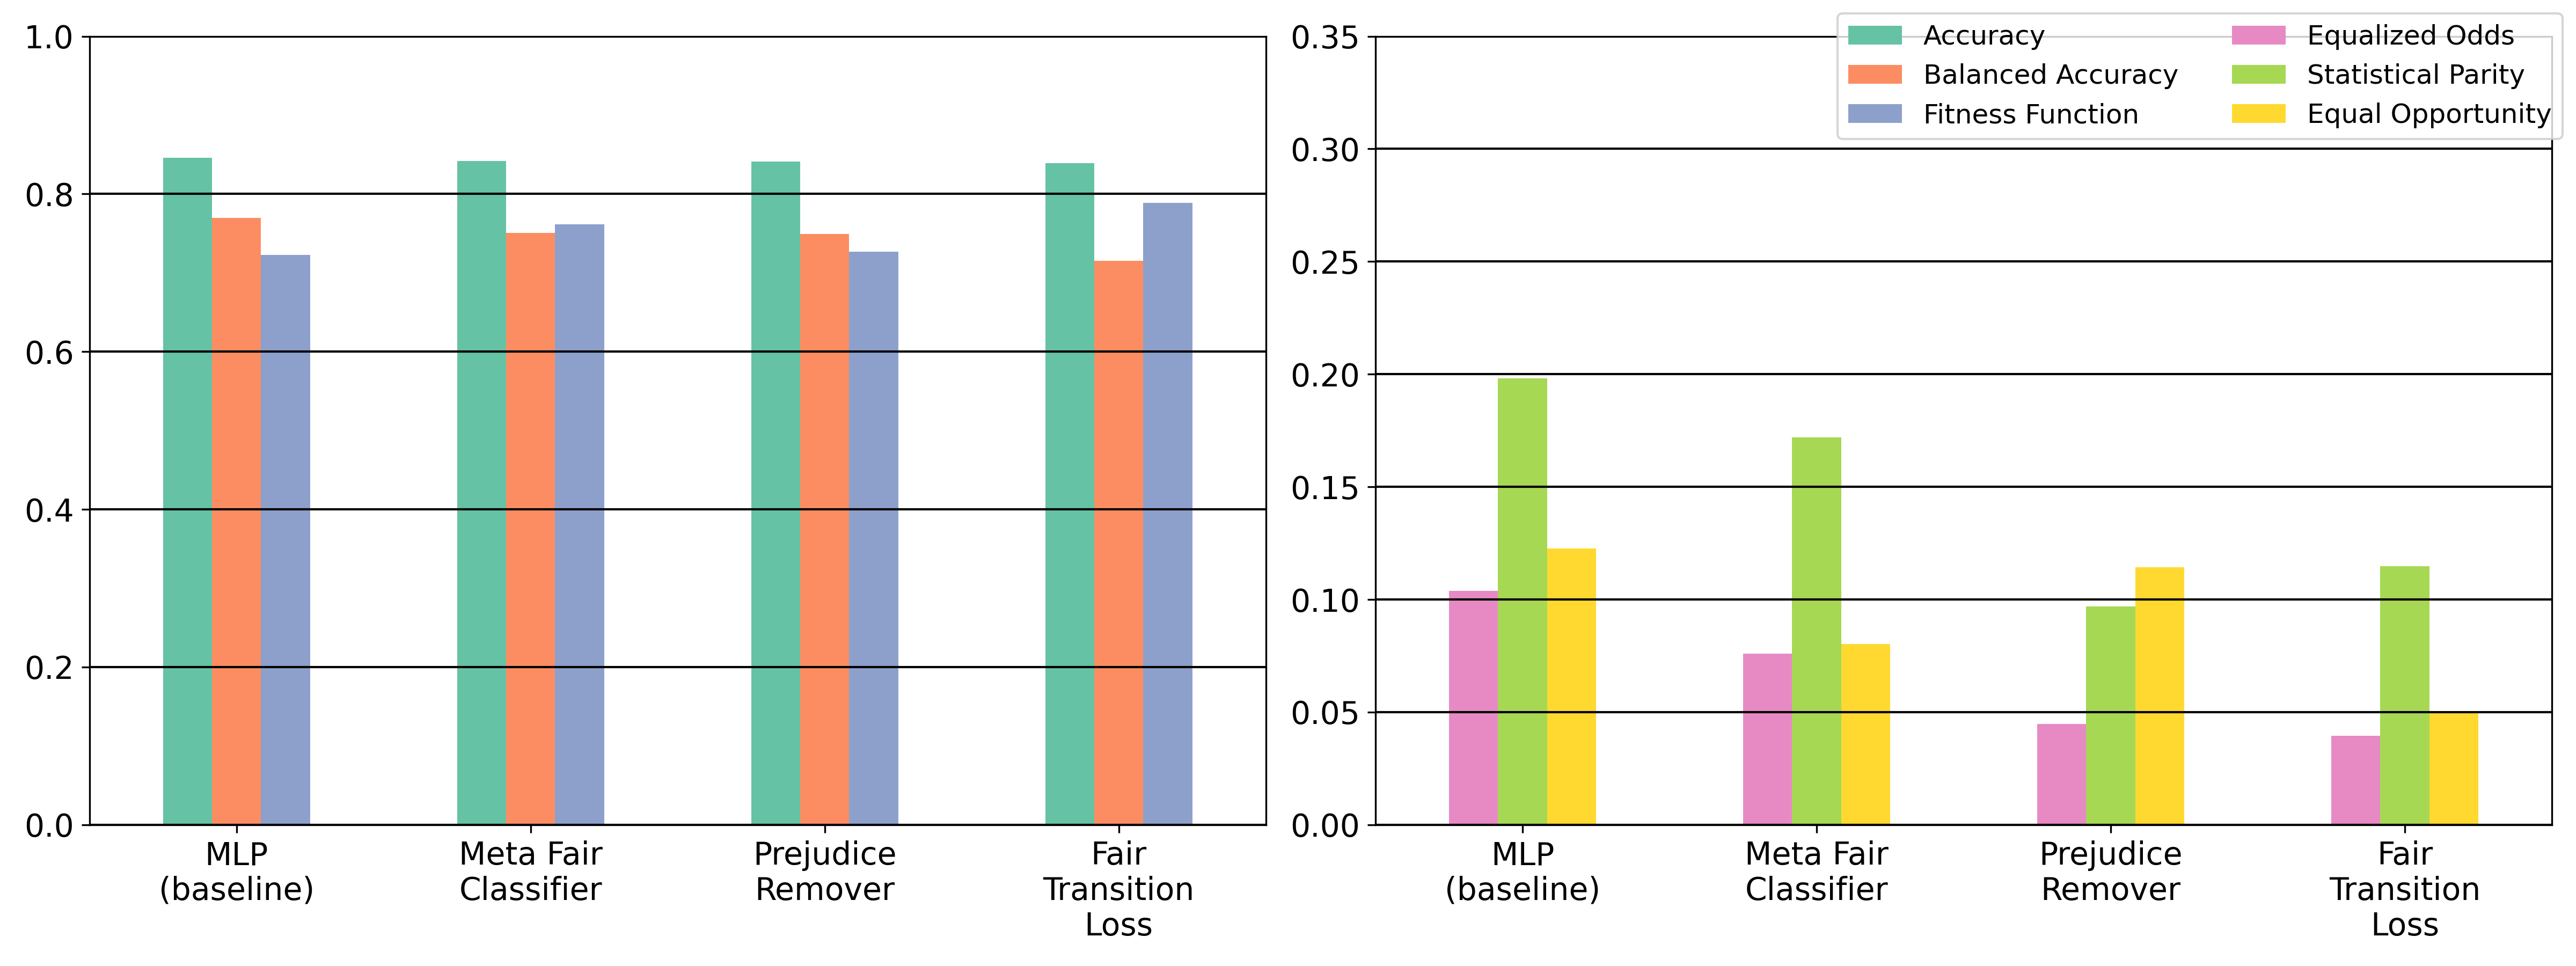 1.0
0.8
0.6
0.4
0.2
0.0
MLP
(baseline)
Meta Fair
Classifier
Prejudice
Remover
Fair
Transition
Loss
0.35
0.30
0.25
0.20
0.15
0.10
0.05
0.00
MLP
(baseline)
Meta Fair
Classifier
Prejudice
Remover
Fair
Transition
Loss
Accuracy
Balanced Accuracy
Fitness Function
Equalized Odds
Statistical Parity
Equal Opportunity